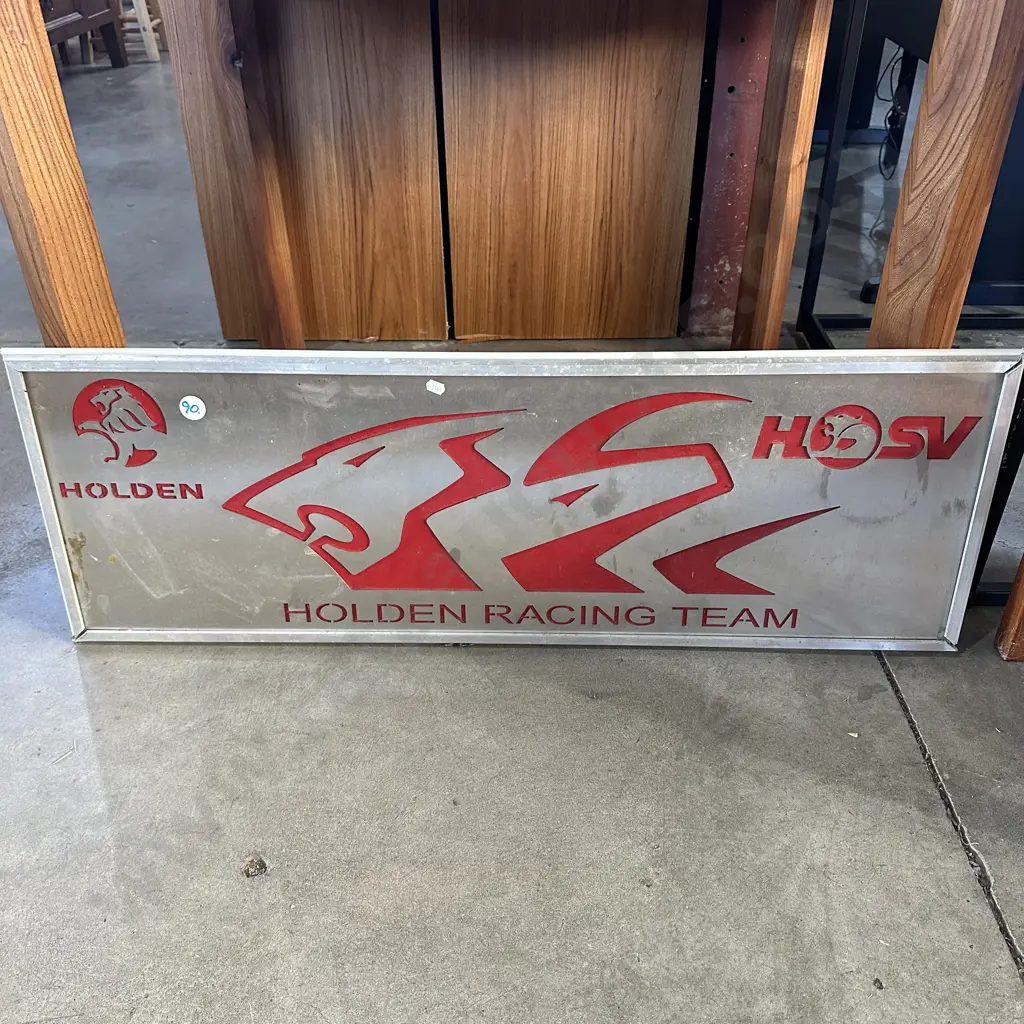 HOLDEN
90.
HSV
HOLDEN RACING TEAM